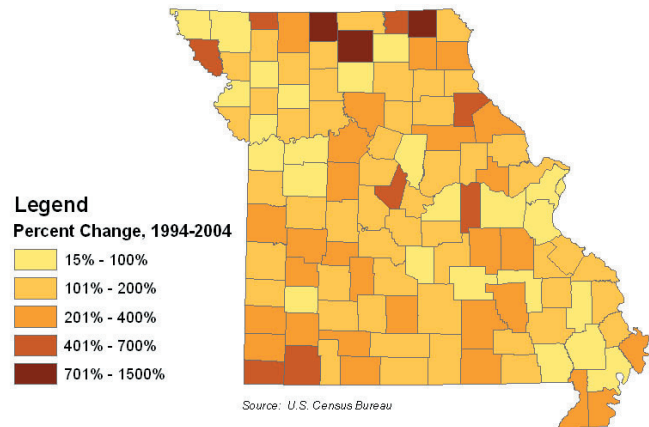 Legend
Percent Change, 1994-2004
15% - 100%
101% - 200%
201% - 400%
401% - 700%
701% - 1500%
Source: U.S. Census Bureau